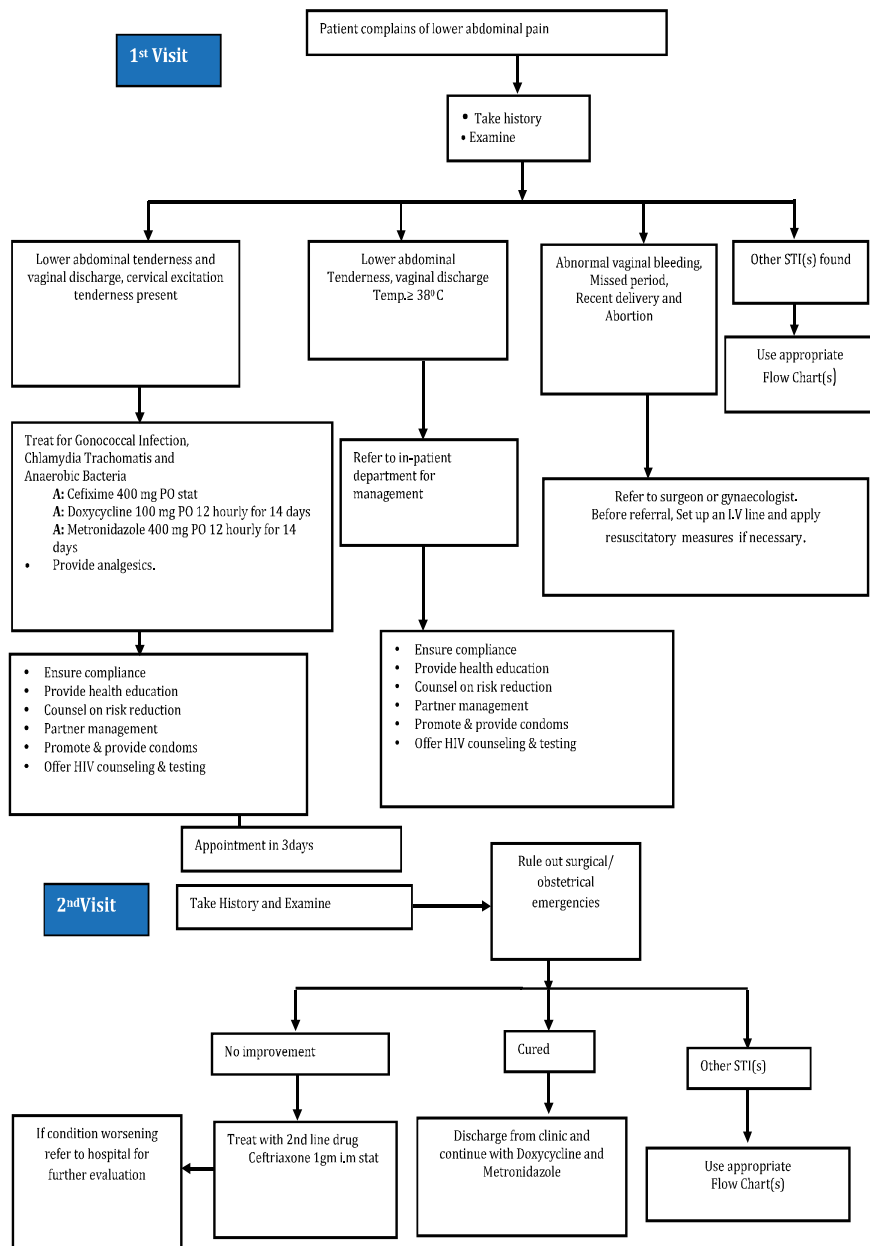 Patient complains of lower abdominal pain
1st Visit
• Take history
• Examine
Lower abdominal tenderness and
vaginal discharge, cervical excitation
tenderness present
Lower abdominal
Tenderness, vaginal discharge
Temp.≥ 38⁰ C
Abnormal vaginal bleeding,
Missed period,
Recent delivery and
Abortion
Other STI(s) found
Use appropriate
Flow Chart(s)
Treat for Gonococcal Infection,
Chlamydia Trachomatis and
Anaerobic Bacteria
A: Cefixime 400 mg PO stat
A: Doxycycline 100 mg PO 12 hourly for 14 days
A: Metronidazole 400 mg PO 12 hourly for 14
days
• Provide analgesics.
Refer to in-patient
department for
management
Refer to surgeon or gynaecologist.
Before referral, Set up an I.V line and apply
resuscitatory measures if necessary.
• Ensure compliance
• Provide health education
• Counsel on risk reduction
• Partner management
• Promote & provide condoms
• Offer HIV counseling & testing
• Ensure compliance
• Provide health education
• Counsel on risk reduction
• Partner management
• Promote & provide condoms
• Offer HIV counseling & testing
Appointment in 3days
2nd Visit
Take History and Examine
Rule out surgical/
obstetrical
emergencies
No improvement
Cured
Other STI(s)
If condition worsening
refer to hospital for
further evaluation
Treat with 2nd line drug
Ceftriaxone 1gm i.m stat
Discharge from clinic and
continue with Doxycycline and
Metronidazole
Use appropriate
Flow Chart(s)